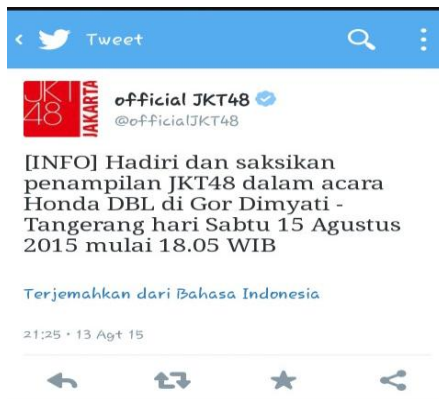 Tweet
JKT
48
JAKARTA
official JKT48
@officialJKT48
[INFO] Hadiri dan saksikan
penampilan JKT48 dalam acara
Honda DBL di Gor Dimyati -
Tangerang hari Sabtu 15 Agustus
2015 mulai 18.05 WIB
Terjemahkan dari Bahasa Indonesia
21:25 • 13 Agt 15